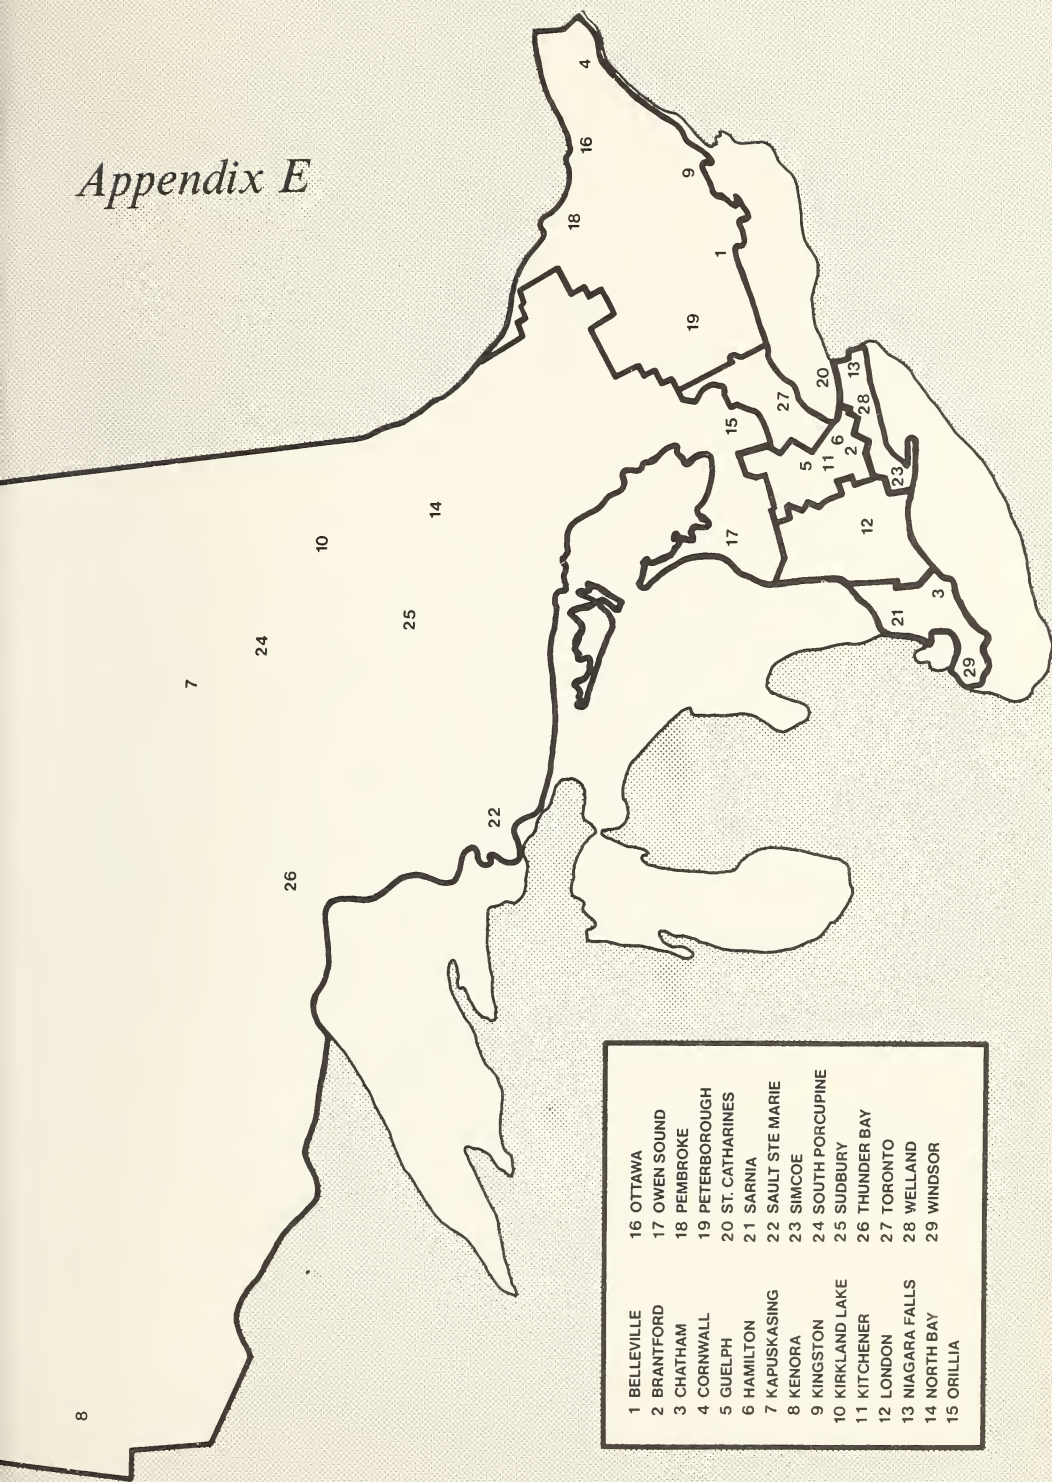 Appendix E
4
16
18
9
1
19
20
13
27
28
15
6
5
11
2
23
14
10
17
12
25
24
3
21
7
29
22
26
8
1 BELLEVILLE
2 BRANTFORD
3 CHATHAM
4 CORNWALL
5 GUELPH
6 HAMILTON
7 KAPUSKASING
8 KENORA
9 KINGSTON
10 KIRKLAND LAKE
11 KITCHENER
12 LONDON
13 NIAGARA FALLS
14 NORTH BAY
15 ORILLIA
16 OTTAWA
17 OWEN SOUND
18 PEMBROKE
19 PETERBOROUGH
20 ST. CATHARINES
21 SARNIA
22 SAULT STE MARIE
23 SIMCOE
24 SOUTH PORCUPINE
25 SUDBURY
26 THUNDER BAY
27 TORONTO
28 WELLAND
29 WINDSOR